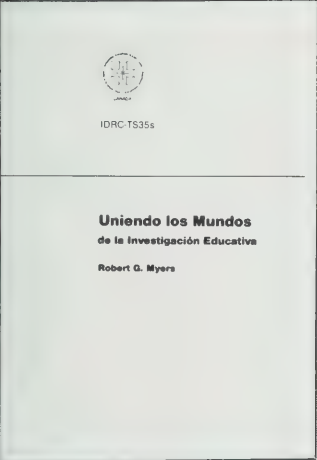 IDRC-TS35s
Uniendo los Mundos
de la Investigación Educativa
Robert G. Myers